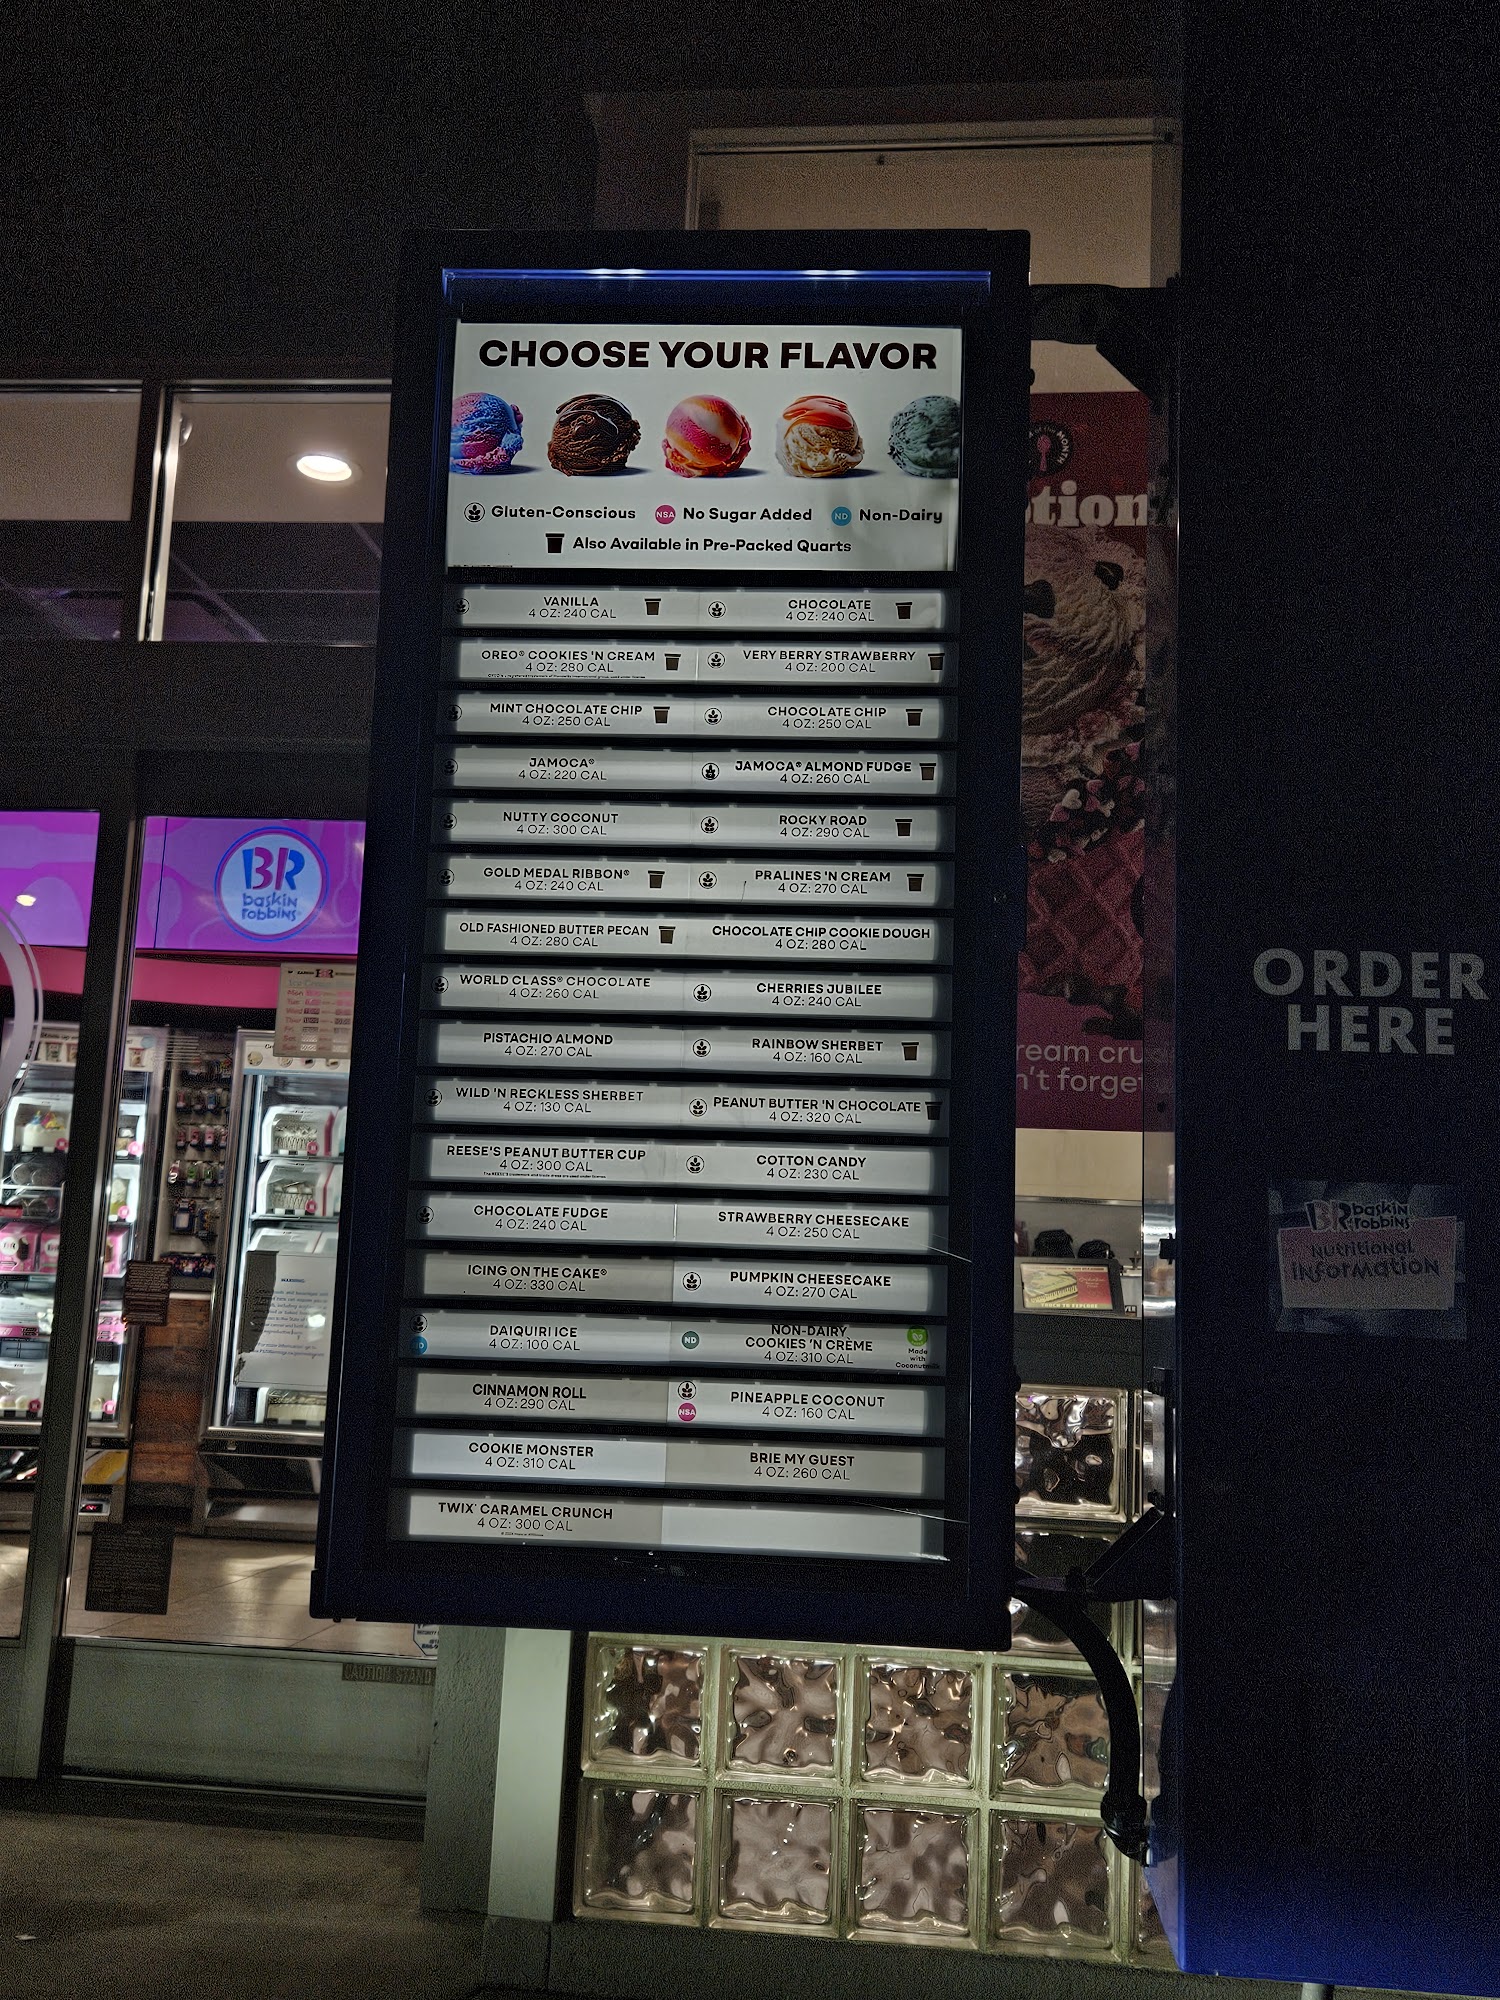 CHOOSE YOUR FLAVOR
Gluten-Conscious NSA No Sugar Added ND Non-Dairy
Also Available in Pre-Packed Quarts
VANILLA
4 OZ: 240 CAL
CHOCOLATE
4 OZ: 240 CAL
OREO® COOKIES 'N CREAM
4 OZ: 280 CAL
VERY BERRY STRAWBERRY
4 OZ: 200 CAL
MINT CHOCOLATE CHIP
4 OZ: 250 CAL
CHOCOLATE CHIP
4 OZ: 250 CAL
JAMOCA®
4 OZ: 220 CAL
JAMOCA® ALMOND FUDGE
4 OZ: 260 CAL
NUTTY COCONUT
4 OZ: 300 CAL
ROCKY ROAD
4 OZ: 290 CAL
GOLD MEDAL RIBBON®
4 OZ: 240 CAL
PRALINES 'N CREAM
4 OZ: 270 CAL
OLD FASHIONED BUTTER PECAN
4 OZ: 280 CAL
CHOCOLATE CHIP COOKIE DOUGH
4 OZ: 280 CAL
WORLD CLASS® CHOCOLATE
4 OZ: 260 CAL
CHERRIES JUBILEE
4 OZ: 240 CAL
PISTACHIO ALMOND
4 OZ: 270 CAL
RAINBOW SHERBET
4 OZ: 160 CAL
WILD 'N RECKLESS SHERBET
4 OZ: 130 CAL
PEANUT BUTTER 'N CHOCOLATE
4 OZ: 320 CAL
REESE'S PEANUT BUTTER CUP
4 OZ: 300 CAL
COTTON CANDY
4 OZ: 230 CAL
CHOCOLATE FUDGE
4 OZ: 240 CAL
STRAWBERRY CHEESECAKE
4 OZ: 250 CAL
ICING ON THE CAKE®
4 OZ: 330 CAL
PUMPKIN CHEESECAKE
4 OZ: 270 CAL
ND
DAIQUIRI ICE
4 OZ: 100 CAL
ND
NON-DAIRY
COOKIES 'N CRÈME
4 OZ: 310 CAL
Made
with
Coconutmilk
CINNAMON ROLL
4 OZ: 290 CAL
NSA
PINEAPPLE COCONUT
4 OZ: 160 CAL
COOKIE MONSTER
4 OZ: 310 CAL
BRIE MY GUEST
4 OZ: 260 CAL
TWIX CARAMEL CRUNCH
4 OZ: 300 CAL
BR
baskin
robbins
ORDER
HERE
BR baskin
robbins
Nutritional
Information
tion
ream cru
n't forget
CAUTION STAND
WARNING